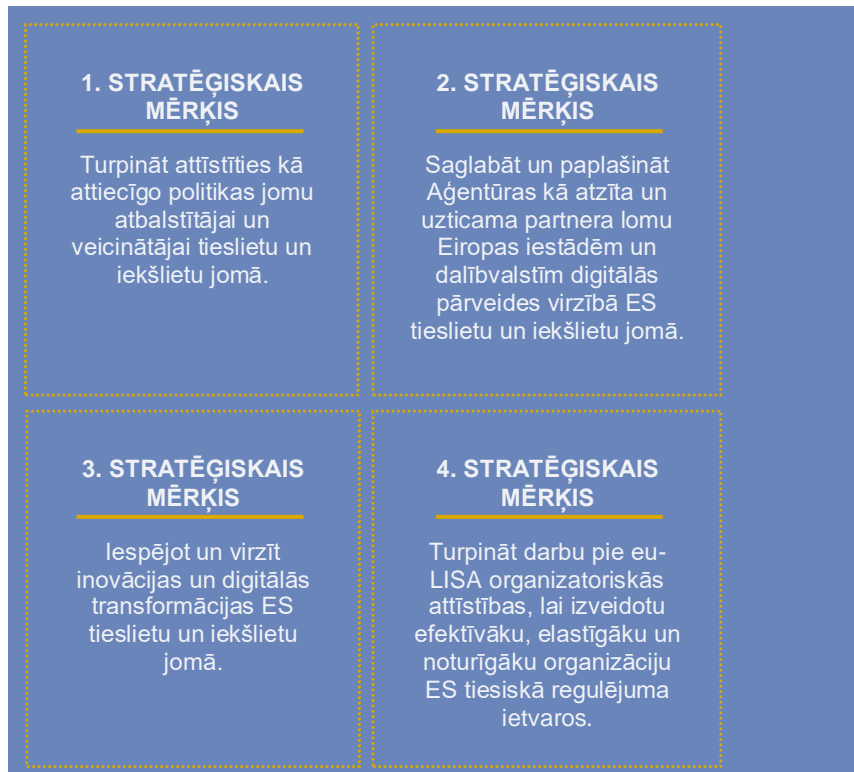 1. STRATĒĢISKAIS
MĒRĶIS
Turpināt attīstīties kā
attiecīgo politikas jomu
atbalstītājai un
veicinātājai tieslietu un
iekšlietu jomā.
2. STRATĒĢISKAIS
MĒRĶIS
Saglabāt un paplašināt
Aģentūras kā atzīta un
uzticama partnera lomu
Eiropas iestādēm un
dalībvalstīm digitālās
pārveides virzībā ES
tieslietu un iekšlietu jomā.
3. STRATĒĢISKAIS
MĒRĶIS
Iespējot un virzīt
inovācijas un digitālās
transformācijas ES
tieslietu un iekšlietu
jomā.
4. STRATĒĢISKAIS
MĒRĶIS
Turpināt darbu pie eu-
LISA organizatoriskās
attīstības, lai izveidotu
efektīvāku, elastīgāku un
noturīgāku organizāciju
ES tiesiskā regulējuma
ietvaros.